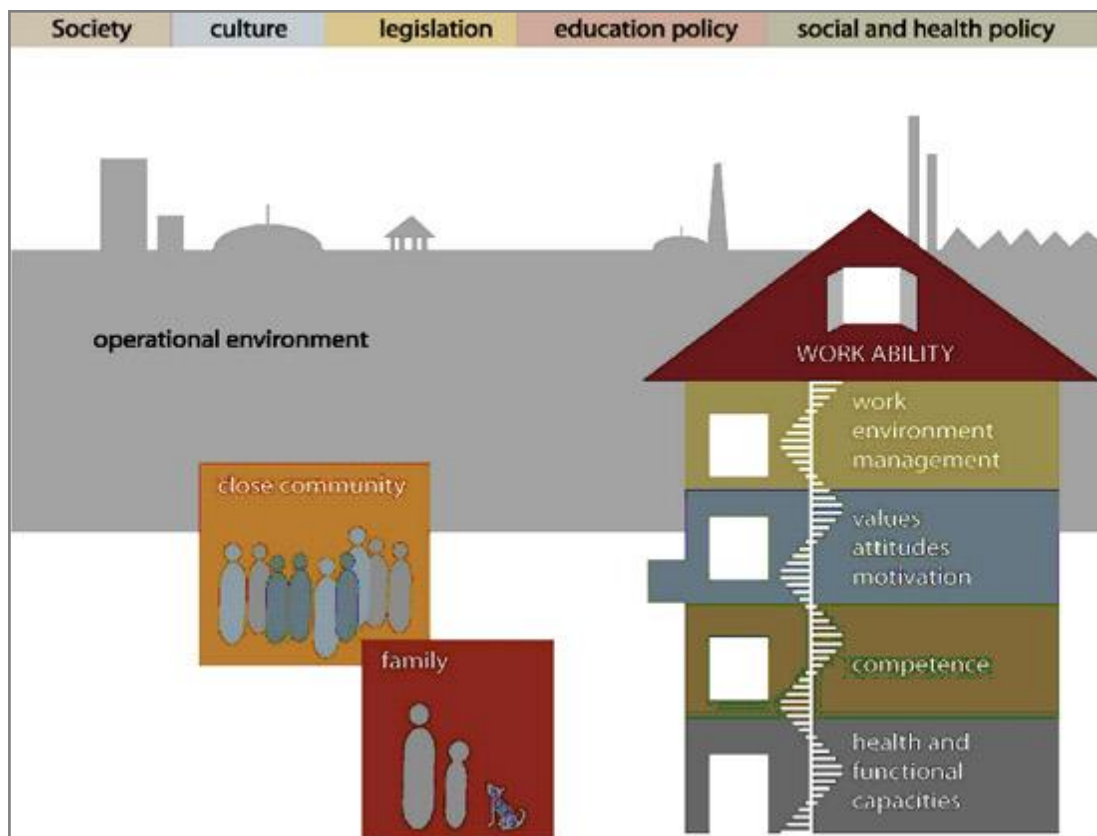 Society culture legislation education policy social and health policy
operational environment
WORK ABILITY
work
environment
management
close community
values
attitudes
motivation
family
competence
health and
functional
capacities